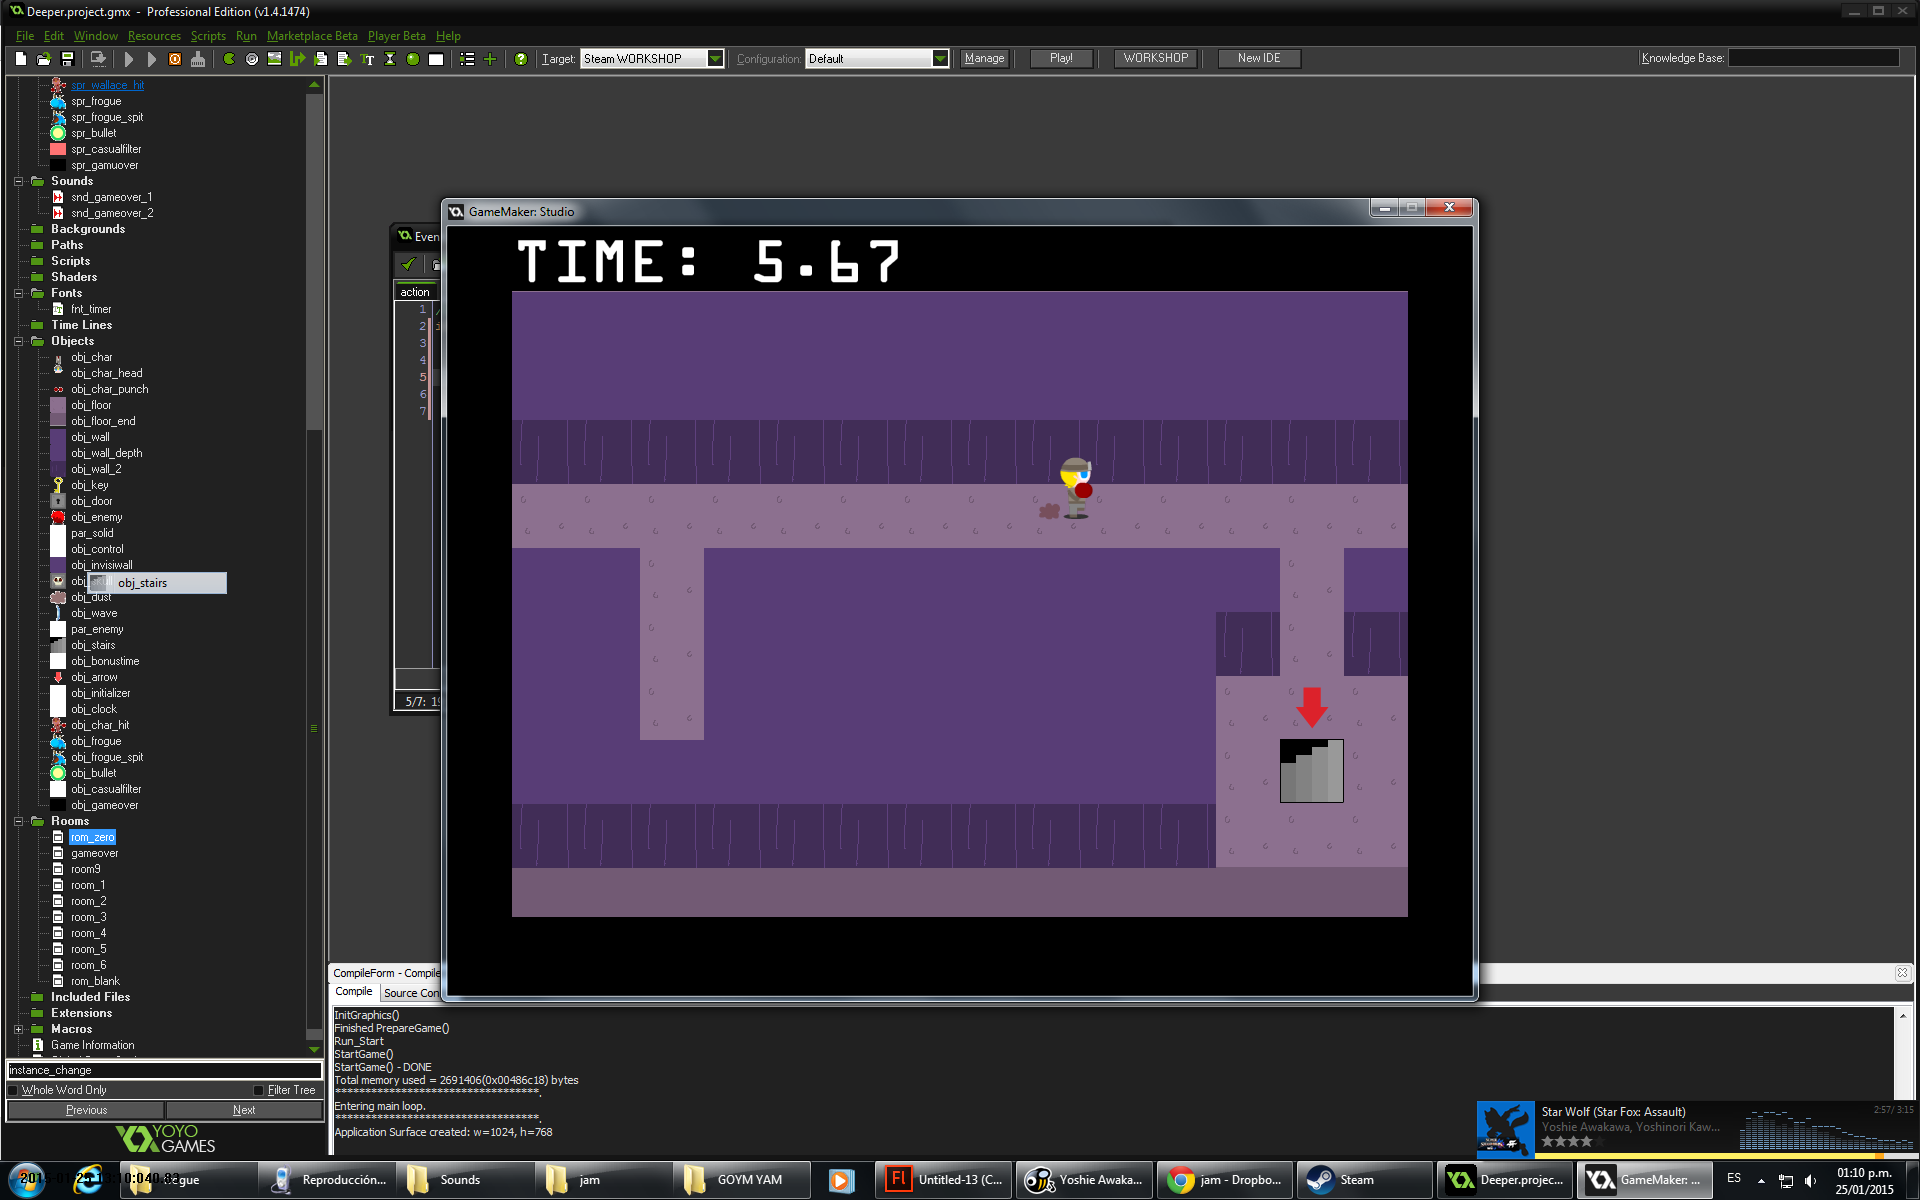 Deeper.project.gmx - Professional Edition (v1.4.1474)
File Edit Window Resources Scripts Run Marketplace Beta Player Beta Help
Target: Steam WORKSHOP Configuration: Default Manage Play! WORKSHOP New IDE Knowledge Base:
spr_wallace_hit
spr_frogue
spr_frogue_spit
spr_bullet
spr_casualfilter
spr_gamuover
Sounds
snd_gameover_1
snd_gameover_2
Backgrounds
Paths
Scripts
Shaders
Fonts
fnt_timer
Time Lines
Objects
obj_char
obj_char_head
obj_char_punch
obj_floor
obj_floor_end
obj_wall
obj_wall_depth
obj_wall_2
obj_key
obj_door
obj_enemy
par_solid
obj_control
obj_invisiwall
obj_stairs
obj_dust
obj_wave
par_enemy
obj_stairs
obj_bonustime
obj_arrow
obj_initializer
obj_clock
obj_char_hit
obj_frogue
obj_frogue_spit
obj_bullet
obj_casualfilter
obj_gameover
Rooms
rom_zero
gameover
room9
room_1
room_2
room_3
room_4
room_5
room_6
rom_blank
Included Files
Extensions
Macros
Game Information
instance_change
Whole Word Only Filter Tree
Previous Next
YOYO
GAMES
Even
action
1
2
3
4
5
6
7
5/7: 1
GameMaker: Studio
TIME: 5.67
CompileForm - Compile
Compile Source Con
InitGraphics()
Finished PrepareGame()
Run_Start
StartGame()
StartGame() - DONE
Total memory used = 2691406(0x00486c18) bytes
***********************************.
Entering main loop.
***********************************.
Application Surface created: w=1024, h=768
Star Wolf (Star Fox: Assault) 2:57/ 3:15
Yoshie Awakawa, Yoshinori Kaw...
Reproducción... Sounds jam GOYM YAM Untitled-13 (C... Yoshie Awaka... jam - Dropbo... Steam Deeper.projec... GameMaker: ... ES 01:10 p.m.
25/01/2015